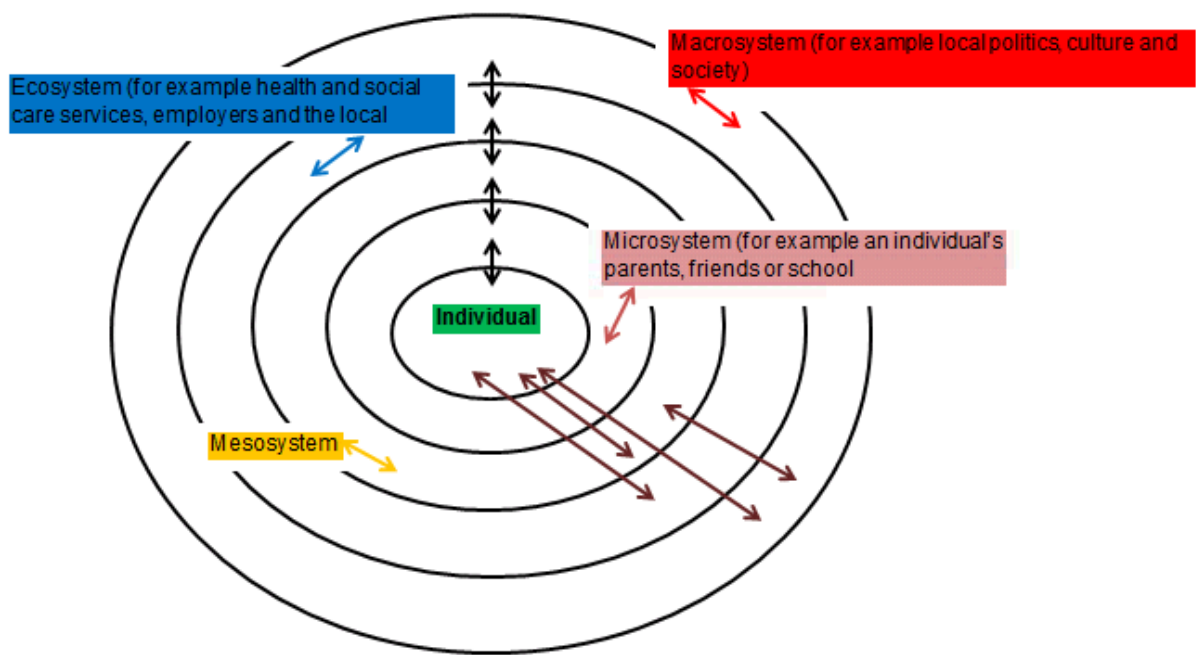 Macrosystem (for example local politics, culture and
society)
Ecosystem (for example health and social
care services, employers and the local
Microsystem (for example an individual's
parents, friends or school
Individual
Mesosystem